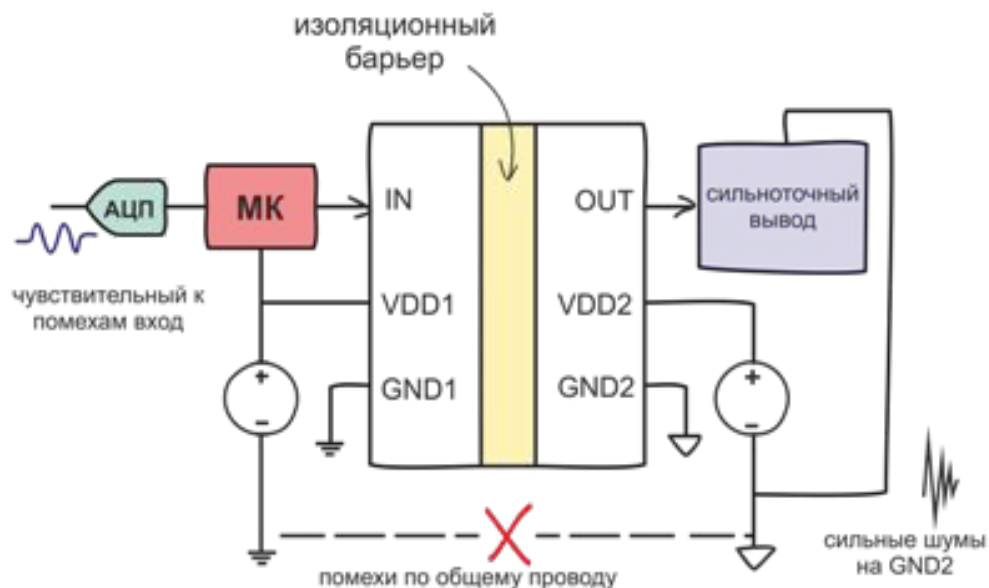 изоляционный
барьер
АЦП
МК
IN
OUT
сильноточный
вывод
чувствительный к
помехам вход
VDD1
VDD2
+
–
GND1
GND2
+
–
сильные шумы
на GND2
помехи по общему проводу